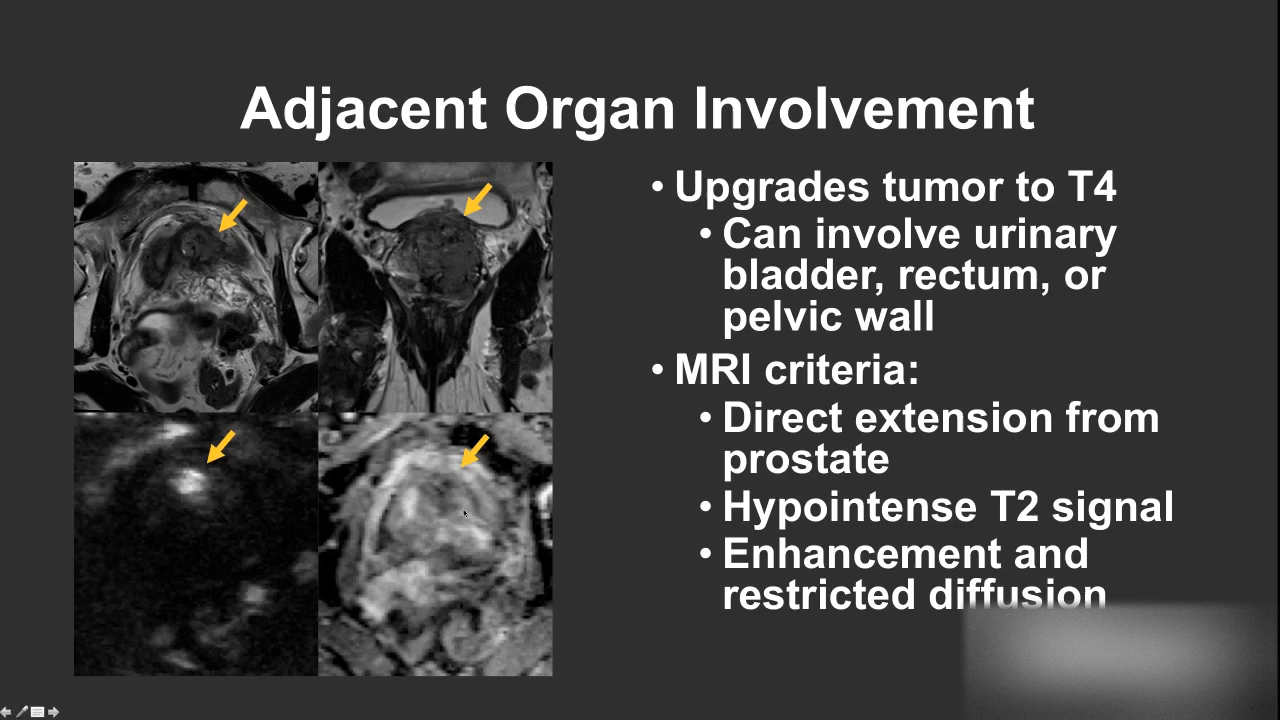 Adjacent Organ Involvement
• Upgrades tumor to T4
• Can involve urinary
bladder, rectum, or
pelvic wall
• MRI criteria:
• Direct extension from
prostate
• Hypointense T2 signal
• Enhancement and
restricted diffusion